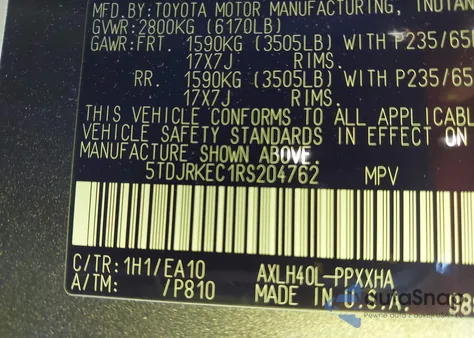 MFD.BY:TOYOTA MOTOR MANUFACTURING, INDIAN
GVWR:2800KG (6170LB)
GAWR:FRT. 1590KG (3505LB) WITH P235/65
17X7J RIMS.
RR. 1590KG (3505LB) WITH P235/65
17X7J RIMS.
THIS VEHICLE CONFORMS TO ALL APPLICAB
VEHICLE SAFETY STANDARDS IN EFFECT ON
MANUFACTURE SHOWN ABOVE.
5TDJRKEC1RS204762 MPV
C/TR:1H1/EA10 AXLH40L-PPXXHA
A/TM: /P810 MADE IN U.S.A.